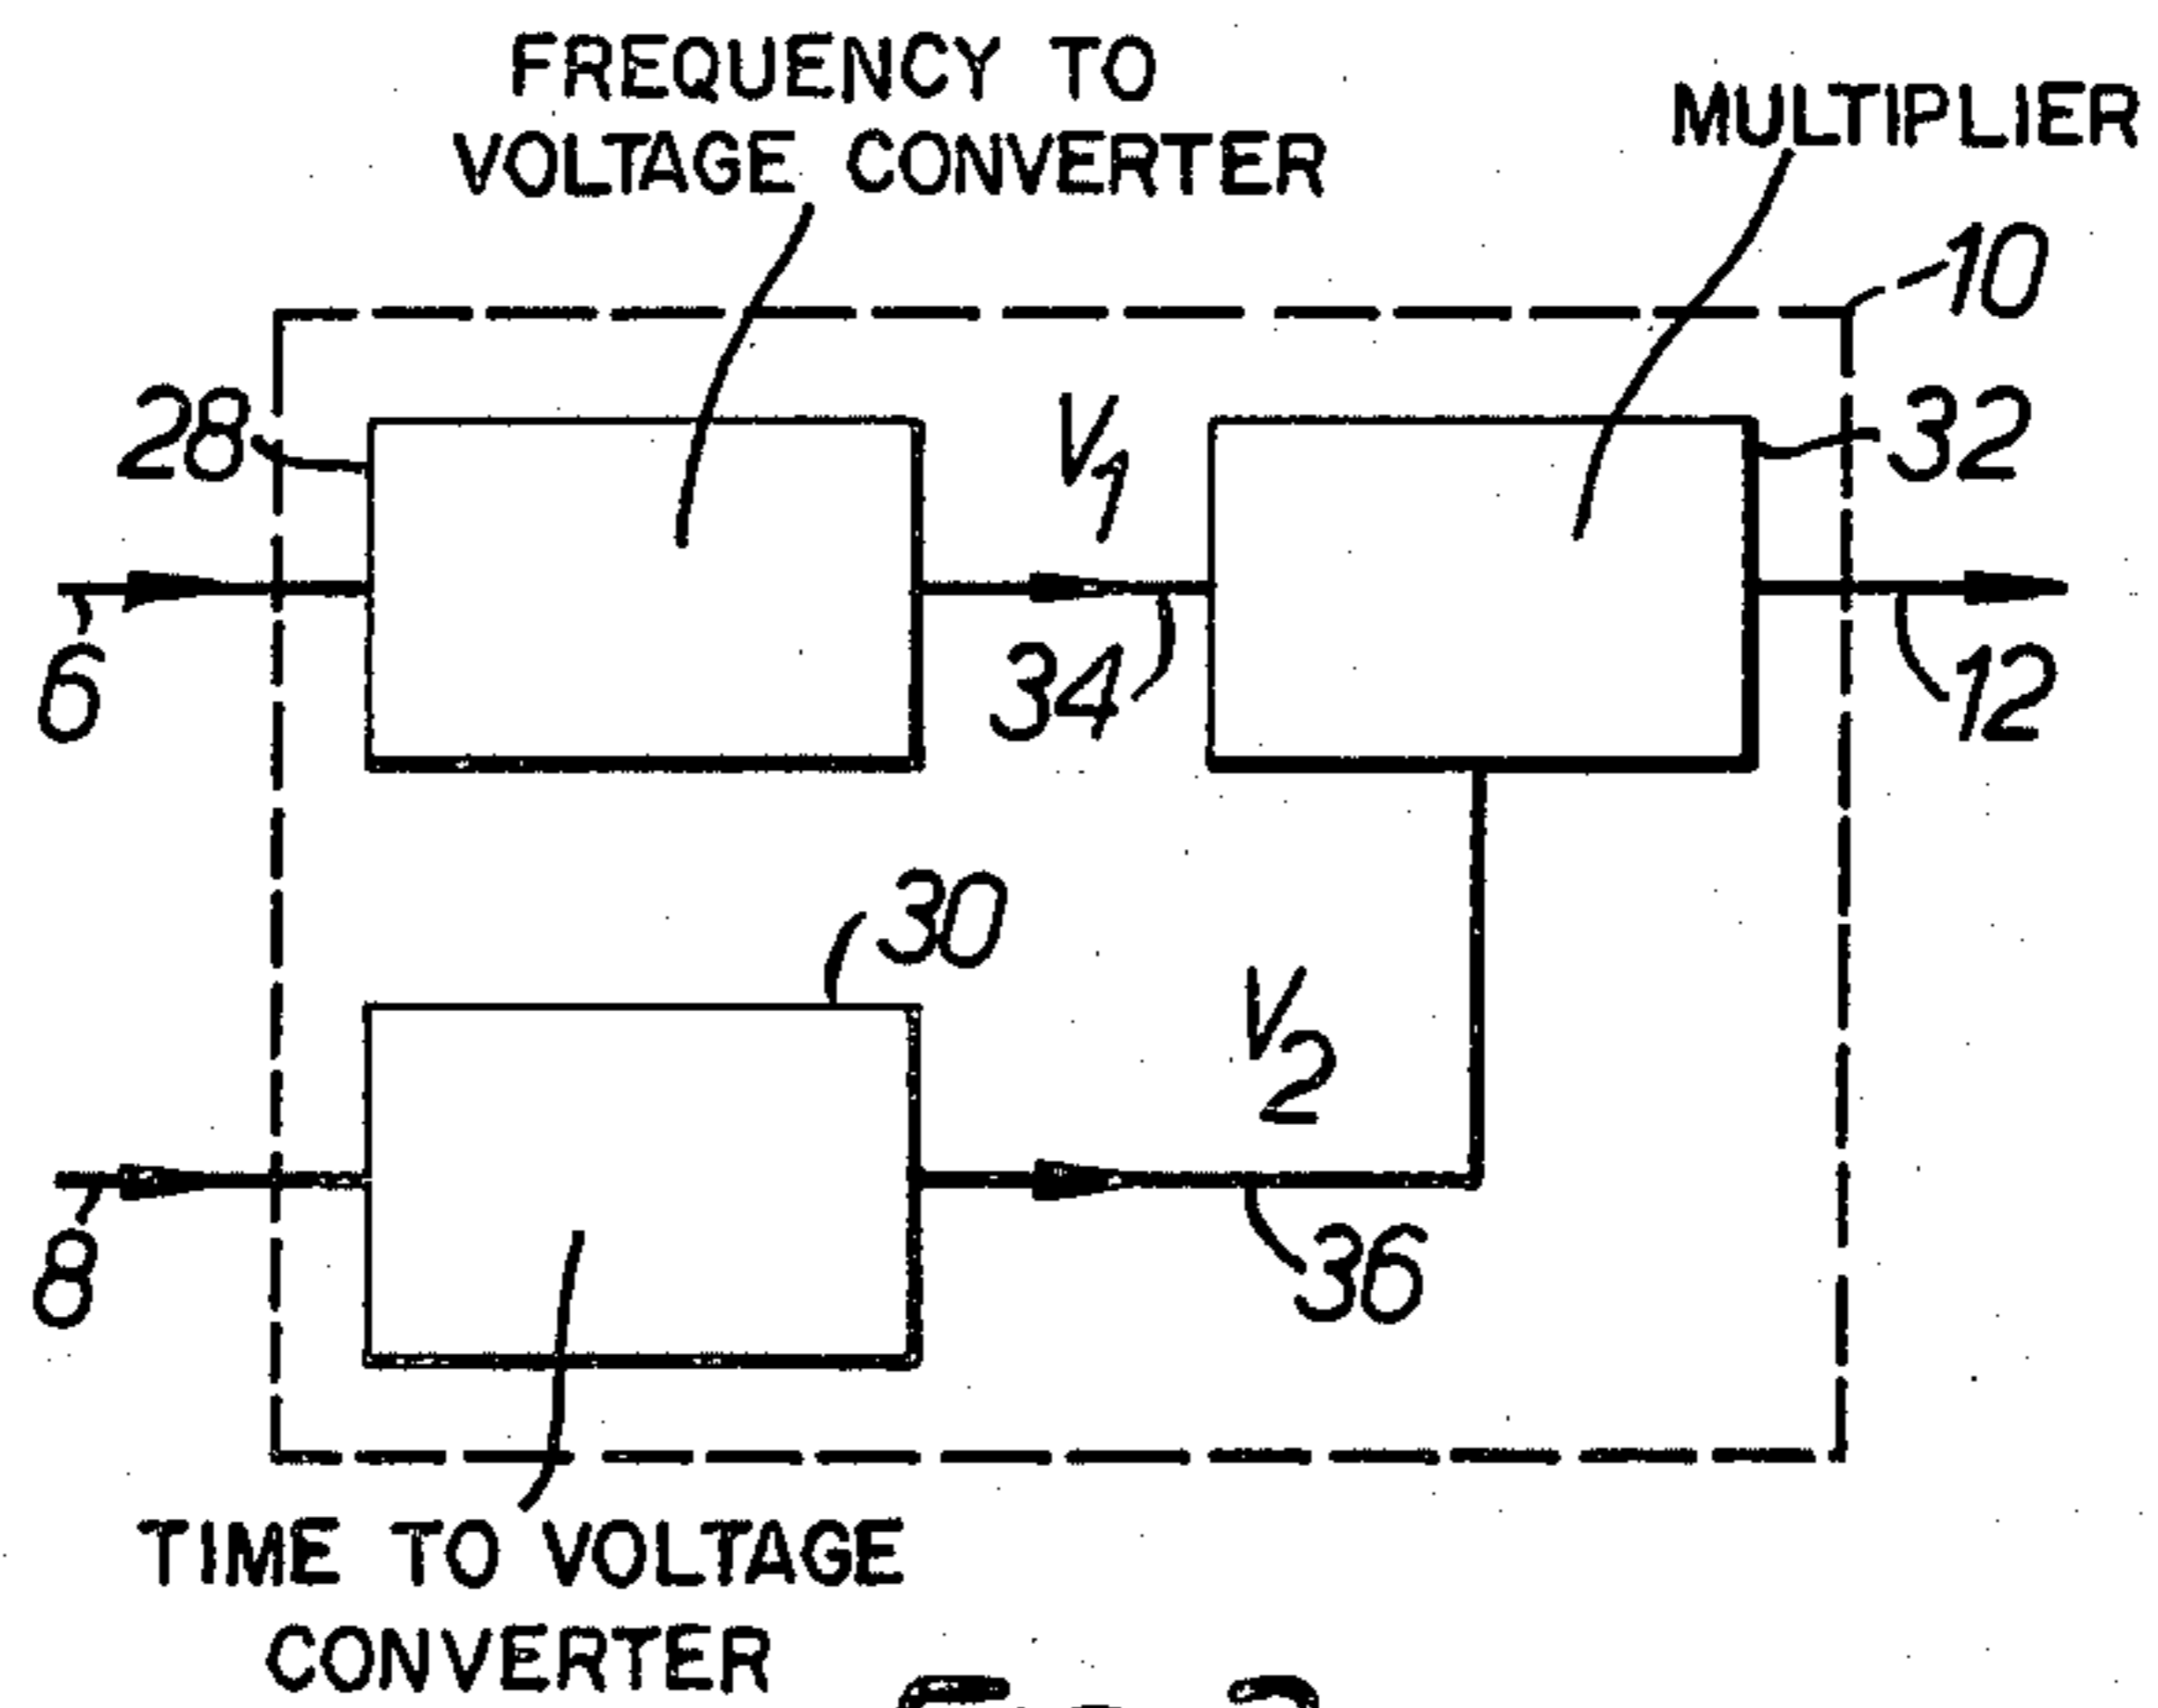 FREQUENCY TO
VOLTAGE CONVERTER
MULTIPLIER
10
28
V1
32
6
34
12
30
V2
8
36
TIME TO VOLTAGE
CONVERTER